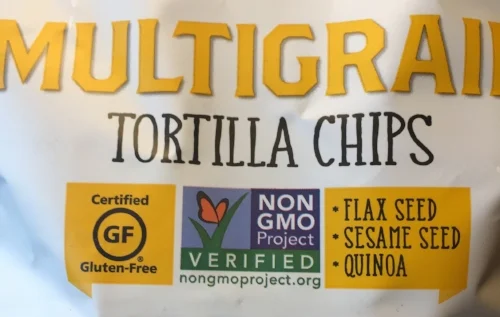 MULTIGRAI
TORTILLA CHIPS
Certified
GF®
Gluten-Free
NON
GMO
Project
VERIFIED
nongmoproject.org
• FLAX SEED
• SESAME SEED
• QUINOA